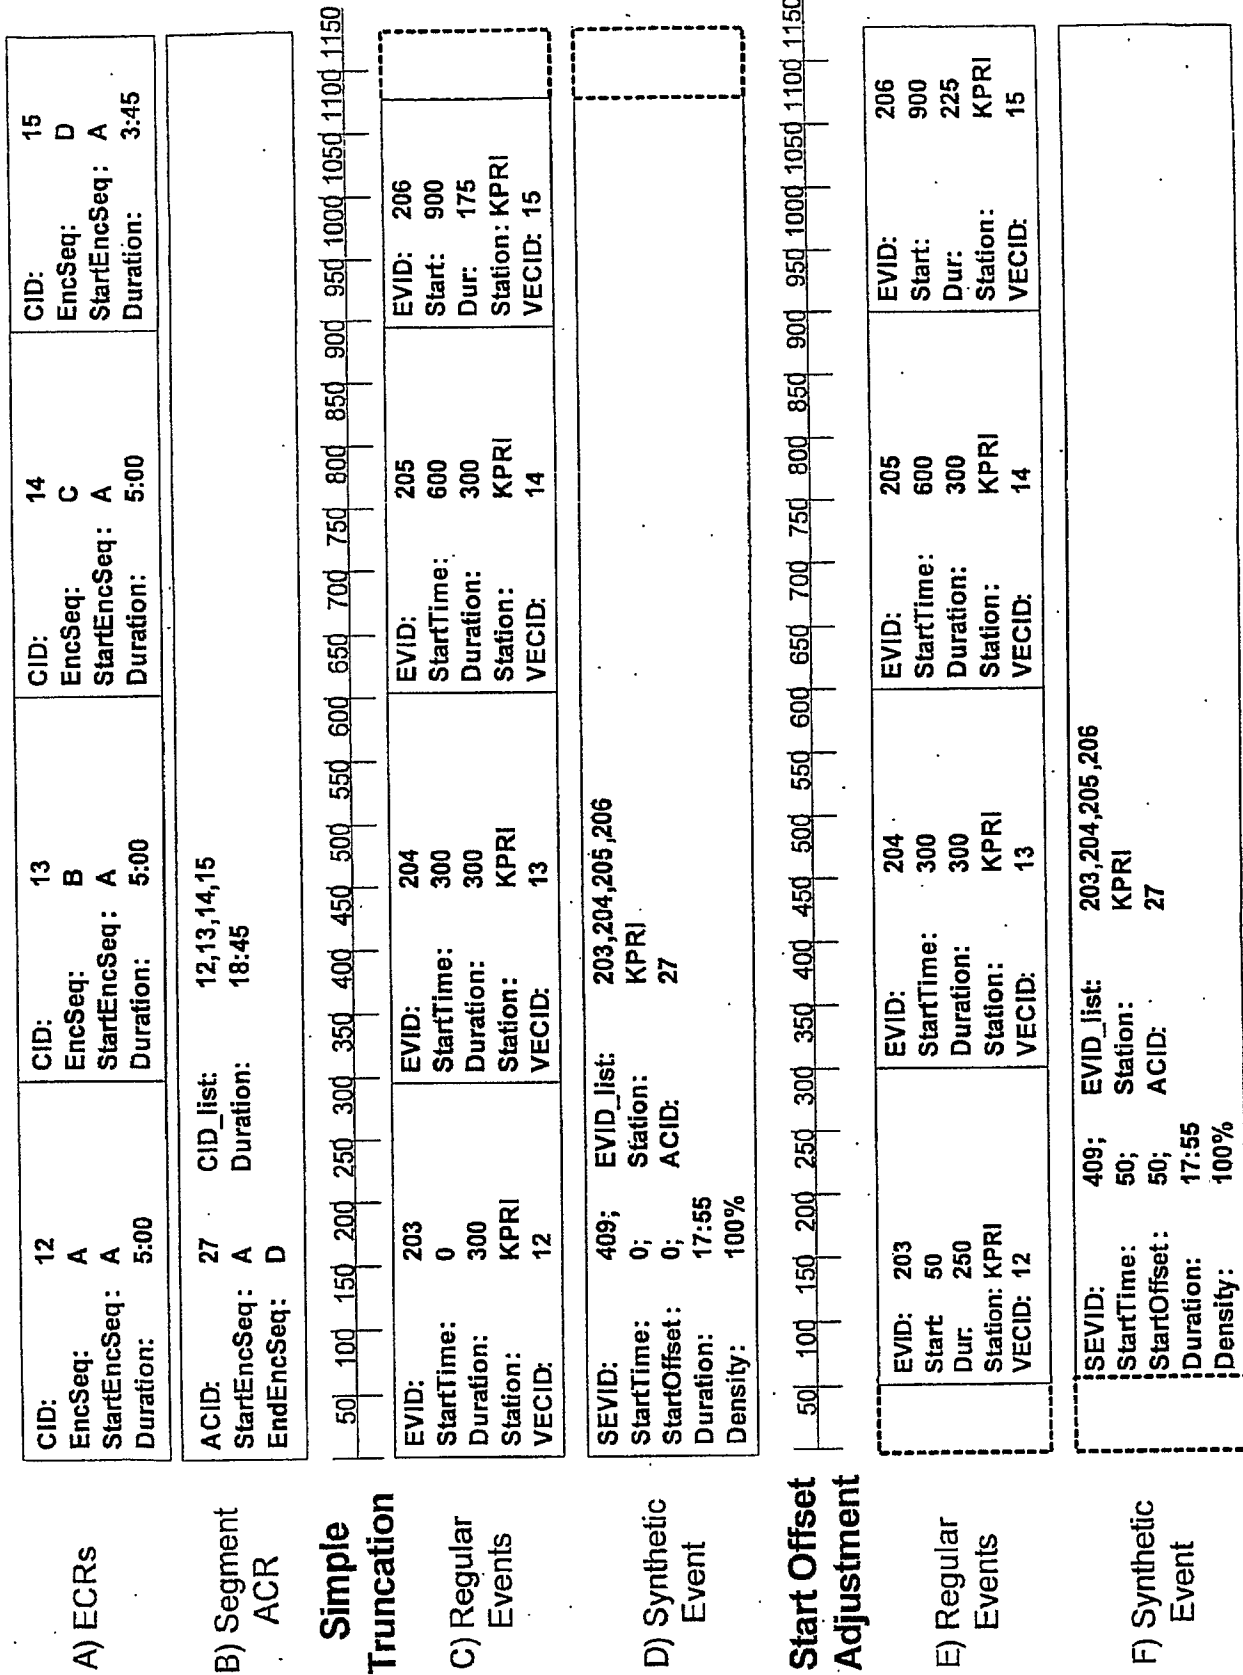 A) ECRs
CID: 12
EncSeq: A
StartEncSeq: A
Duration: 5:00
CID: 13
EncSeq: B
StartEncSeq: A
Duration: 5:00
CID: 14
EncSeq: C
StartEncSeq: A
Duration: 5:00
CID: 15
EncSeq: D
StartEncSeq: A
Duration: 3:45
B) Segment
ACR
ACID: 27 CID_list: 12,13,14,15
StartEncSeq: A Duration: 18:45
EndEncSeq: D
Simple
Truncation
50 100 150 200 250 300 350 400 450 500 550 600 650 700 750 800 850 900 950 1000 1050 1100 1150
C) Regular
Events
EVID: 203
StartTime: 0
Duration: 300
Station: KPRI
VECID: 12
EVID: 204
StartTime: 300
Duration: 300
Station: KPRI
VECID: 13
EVID: 205
StartTime: 600
Duration: 300
Station: KPRI
VECID: 14
EVID: 206
Start: 900
Dur: 175
Station: KPRI
VECID: 15
D) Synthetic
Event
SEVID: 409; EVID_list: 203,204,205,206
StartTime: 0; Station: KPRI
StartOffset: 0; ACID: 27
Duration: 17:55
Density: 100%
Start Offset
Adjustment
50 100 150 200 250 300 350 400 450 500 550 600 650 700 750 800 850 900 950 1000 1050 1100 1150
E) Regular
Events
EVID: 203
Start: 50
Dur: 250
Station: KPRI
VECID: 12
EVID: 204
StartTime: 300
Duration: 300
Station: KPRI
VECID: 13
EVID: 205
StartTime: 600
Duration: 300
Station: KPRI
VECID: 14
EVID: 206
Start: 900
Dur: 225
Station: KPRI
VECID: 15
F) Synthetic
Event
SEVID: 409; EVID_list: 203,204,205,206
StartTime: 50; Station: KPRI
StartOffset: 50; ACID: 27
Duration: 17:55
Density: 100%